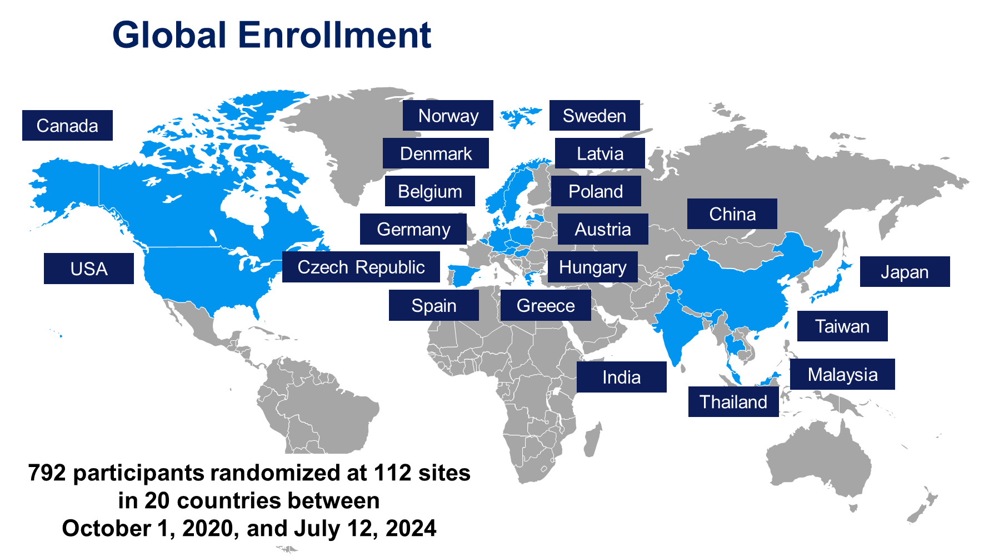 Global Enrollment
Canada
Norway
Sweden
Denmark
Latvia
Belgium
Poland
China
Germany
Austria
USA
Czech Republic
Hungary
Japan
Spain
Greece
Taiwan
India
Malaysia
Thailand
792 participants randomized at 112 sites
in 20 countries between
October 1, 2020, and July 12, 2024